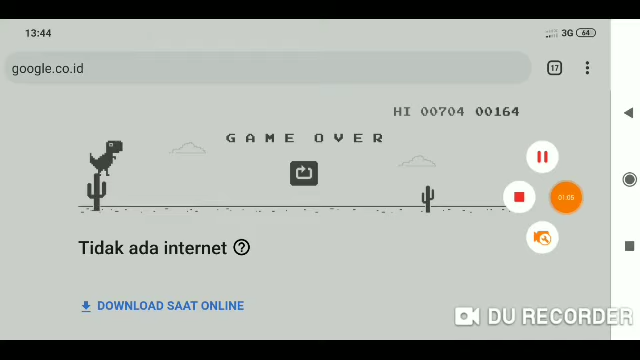 13:44
3G 64
google.co.id
17
HI 00704 00164
GAME OVER
01:05
Tidak ada internet ?
DOWNLOAD SAAT ONLINE
DU RECORDER